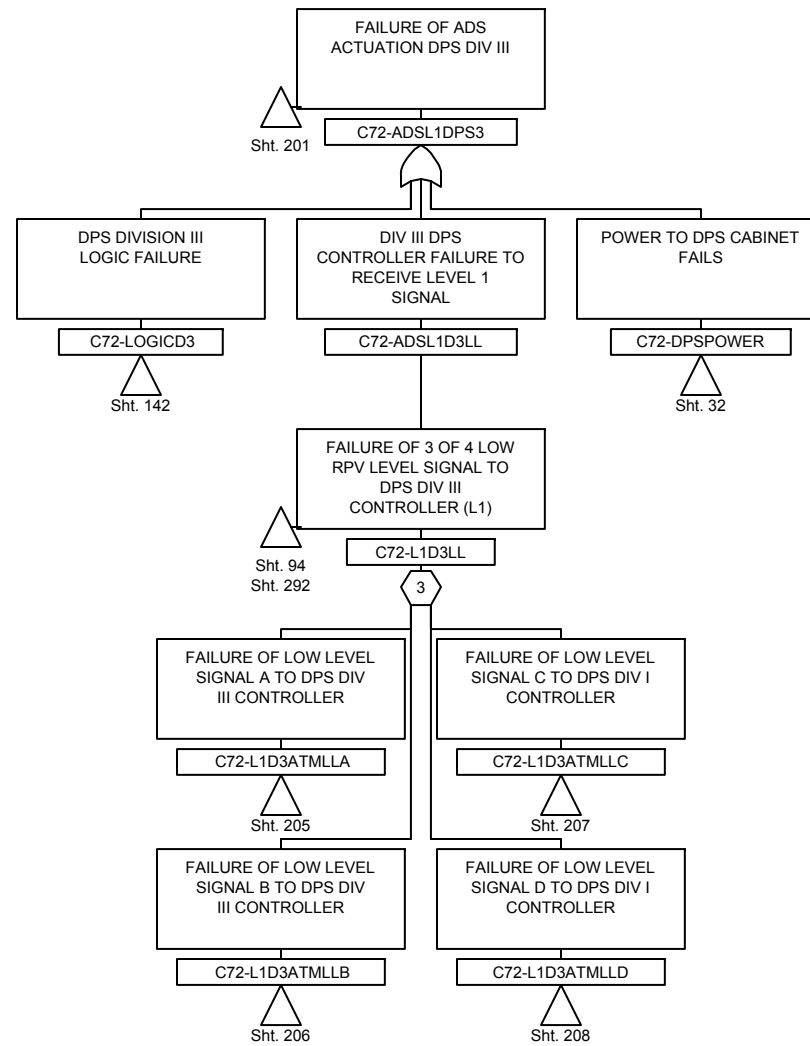 FAILURE OF ADS
ACTUATION DPS DIV III
Sht. 201
C72-ADSL1DPS3
DPS DIVISION III
LOGIC FAILURE
C72-LOGICD3
Sht. 142
DIV III DPS
CONTROLLER FAILURE TO
RECEIVE LEVEL 1
SIGNAL
C72-ADSL1D3LL
POWER TO DPS CABINET
FAILS
C72-DPSPOWER
Sht. 32
FAILURE OF 3 OF 4 LOW
RPV LEVEL SIGNAL TO
DPS DIV III
CONTROLLER (L1)
Sht. 94
Sht. 292
C72-L1D3LL
3
FAILURE OF LOW LEVEL
SIGNAL A TO DPS DIV
III CONTROLLER
C72-L1D3ATMLLA
Sht. 205
FAILURE OF LOW LEVEL
SIGNAL C TO DPS DIV I
CONTROLLER
C72-L1D3ATMLLC
Sht. 207
FAILURE OF LOW LEVEL
SIGNAL B TO DPS DIV
III CONTROLLER
C72-L1D3ATMLLB
Sht. 206
FAILURE OF LOW LEVEL
SIGNAL D TO DPS DIV I
CONTROLLER
C72-L1D3ATMLLD
Sht. 208